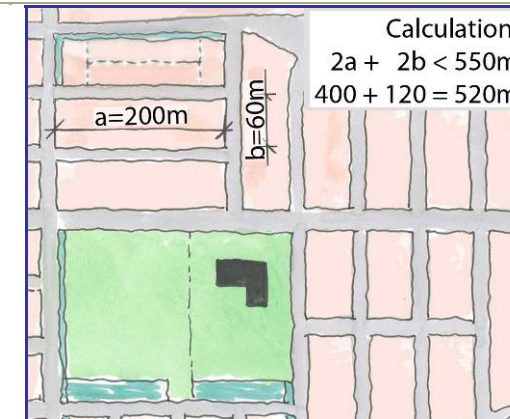 Calculation
2a + 2b < 550m
400 + 120 = 520m
a=200m
b=60m